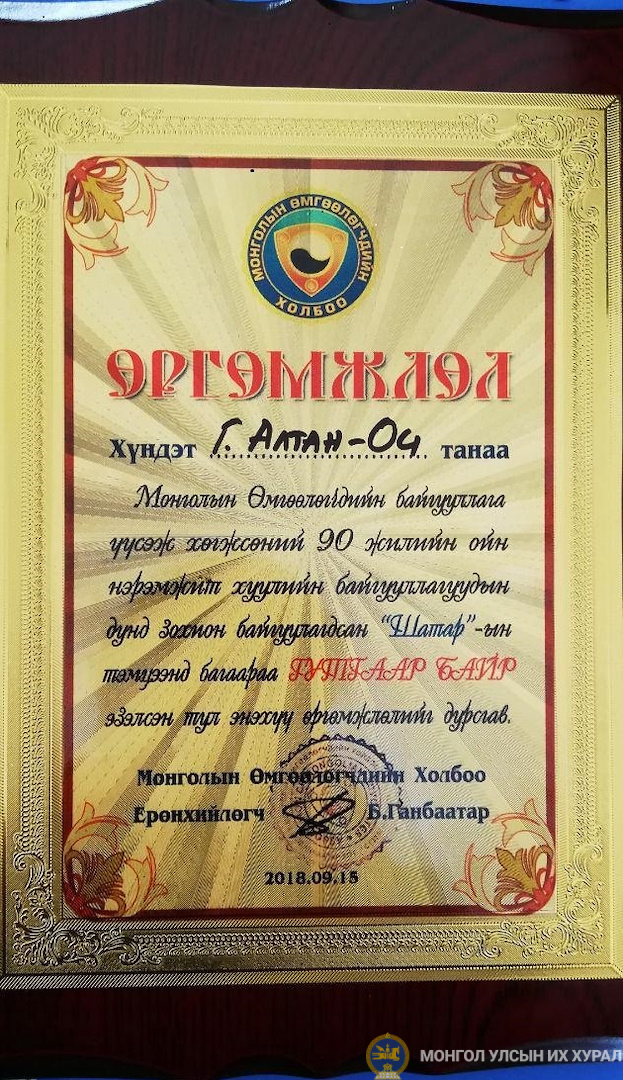 МОНГОЛЫН ӨМГӨӨЛӨГЧДИЙН
ХОЛБОО
ӨРГӨМЖЛӨЛ
Хүндэт Г. Алтан-Оч танаа
Монголын Өмгөөлөгчдийн байгууллага
үүсэж хөгжсөний 90 жилийн ойн
нэрэмжит хуулийн байгууллагуудын
дунд зохион байгуулагдсан “Шатар”-ын
тэмцээнд багаараа ГУТГААР БАЙР
эзэлсэн тул энэхүү өргөмжлөлийг дурсгав.
Монголын Өмгөөлөгчдийн Холбоо
Ерөнхийлөгч Б.Ганбаатар
2018.09.15
МОНГОЛ УЛСЫН ИХ ХУРАЛ